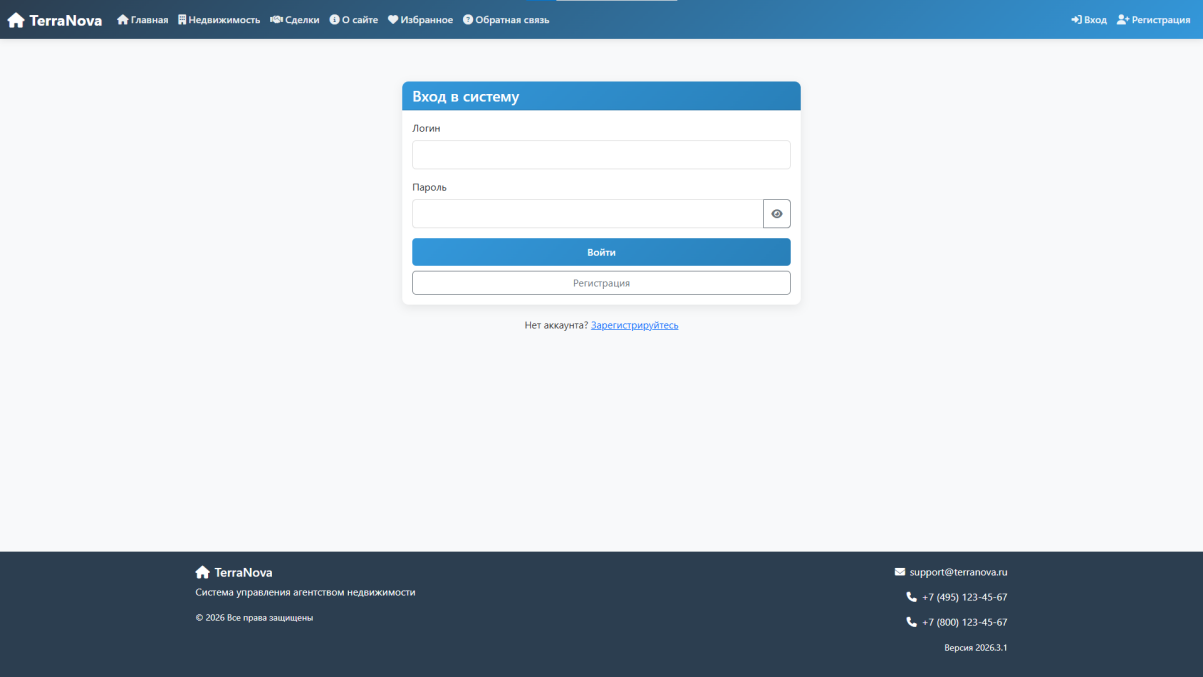 TerraNova Главная Недвижимость Сделки О сайте Избранное Обратная связь Вход Регистрация
Вход в систему
Логин
Пароль
Войти
Регистрация
Нет аккаунта? Зарегистрируйтесь
TerraNova
Система управления агентством недвижимости
© 2026 Все права защищены
support@terranova.ru
+7 (495) 123-45-67
+7 (800) 123-45-67
Версия 2026.3.1